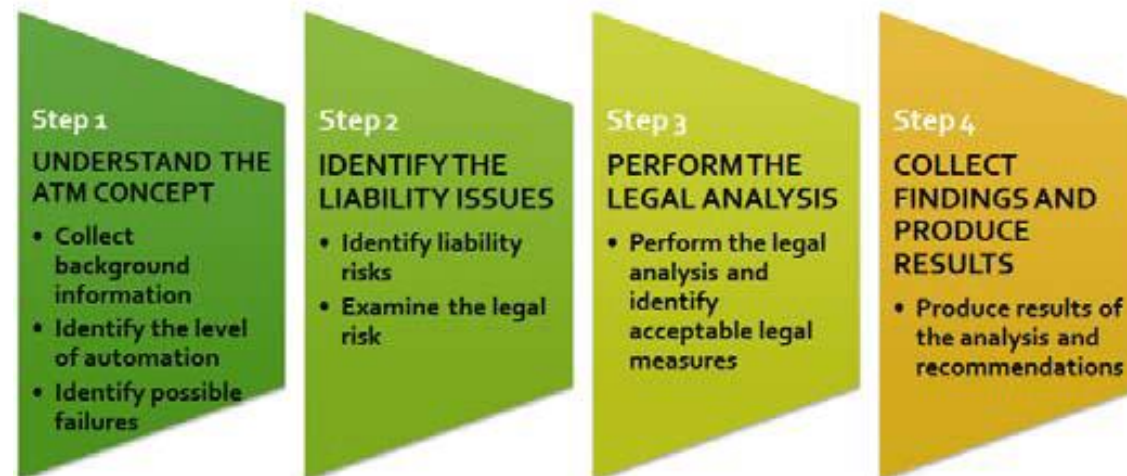 Step 1
UNDERSTAND THE
ATM CONCEPT
• Collect
background
information
• Identify the level
of automation
• Identify possible
failures
Step 2
IDENTIFY THE
LIABILITY ISSUES
• Identify liability
risks
• Examine the legal
risk
Step 3
PERFORM THE
LEGAL ANALYSIS
• Perform the legal
analysis and
identify
acceptable legal
measures
Step 4
COLLECT
FINDINGS AND
PRODUCE
RESULTS
• Produce results of
the analysis and
recommendations